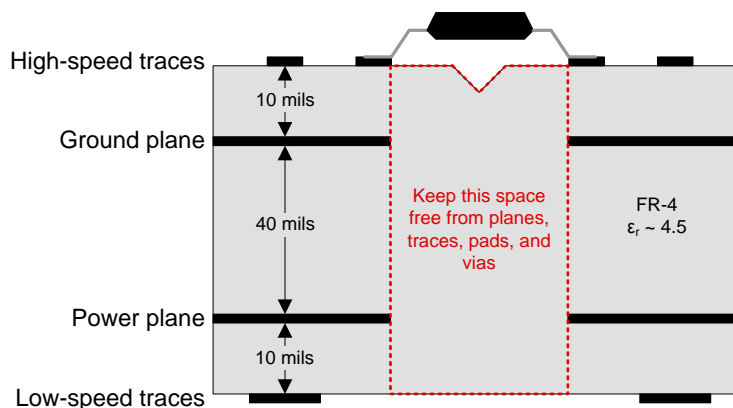 High-speed traces
10 mils
Ground plane
Keep this space
free from planes,
traces, pads, and
vias
FR-4
εr ~ 4.5
40 mils
Power plane
10 mils
Low-speed traces